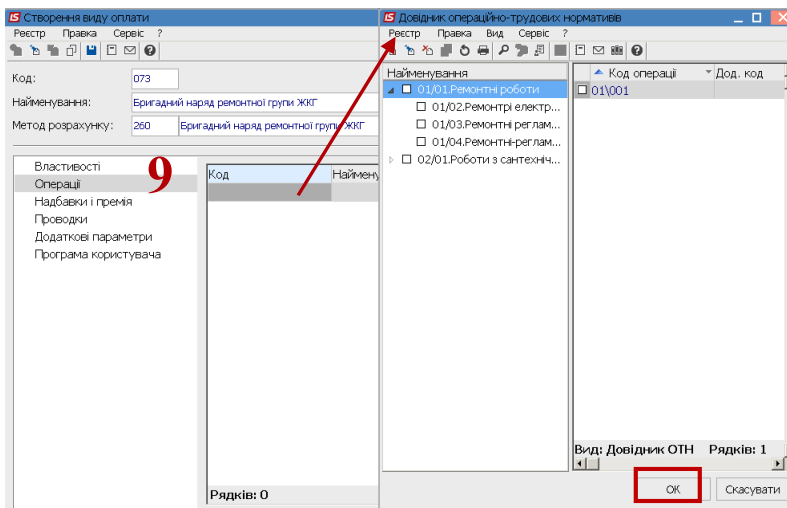 Створення виду оплати
Реєстр Правка Сервіс ?
Код: 073
Найменування: Бригадний наряд ремонтної групи ЖКГ
Метод розрахунку: 260 Бригадний наряд ремонтної групи ЖКГ
Властивості
Операції
Надбавки і премія
Проводки
Додаткові параметри
Програма користувача
9
Код Наймену
Рядків: 0
Довідник операційно-трудових нормативів
Реєстр Правка Вид Сервіс ?
Найменування
01/01.Ремонтні роботи
01/02.Ремонтрі електр...
01/03.Ремонтні реглам...
01/04.Ремонтні-реглам...
02/01.Роботи з сантехніч...
Код операції Дод. код
01\001
Вид: Довідник ОТН Рядків: 1
ОК Скасувати